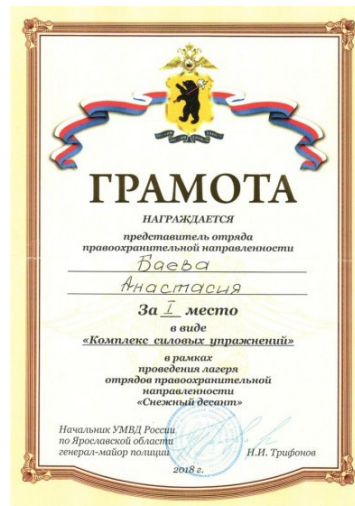 ГРАМОТА
НАГРАЖДАЕТСЯ
представитель отряда
правоохранительной направленности
Баева
Анастасия
За I место
в виде
«Комплекс силовых упражнений»
в рамках
проведения лагеря
отрядов правоохранительной
направленности
«Снежный десант»
Начальник УМВД России
по Ярославской области
генерал-майор полиции
Н.И. Трифонов
2018 г.